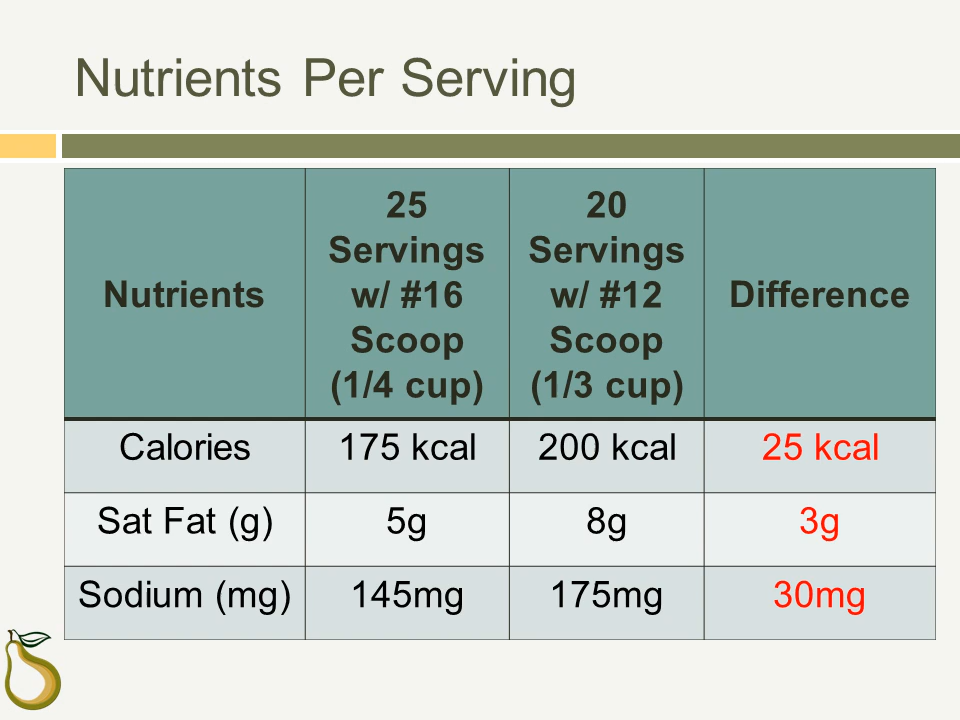 Nutrients Per Serving
Nutrients
25
Servings
w/ #16
Scoop
(1/4 cup)
20
Servings
w/ #12
Scoop
(1/3 cup)
Difference
Calories 175 kcal 200 kcal 25 kcal
Sat Fat (g) 5g 8g 3g
Sodium (mg) 145mg 175mg 30mg